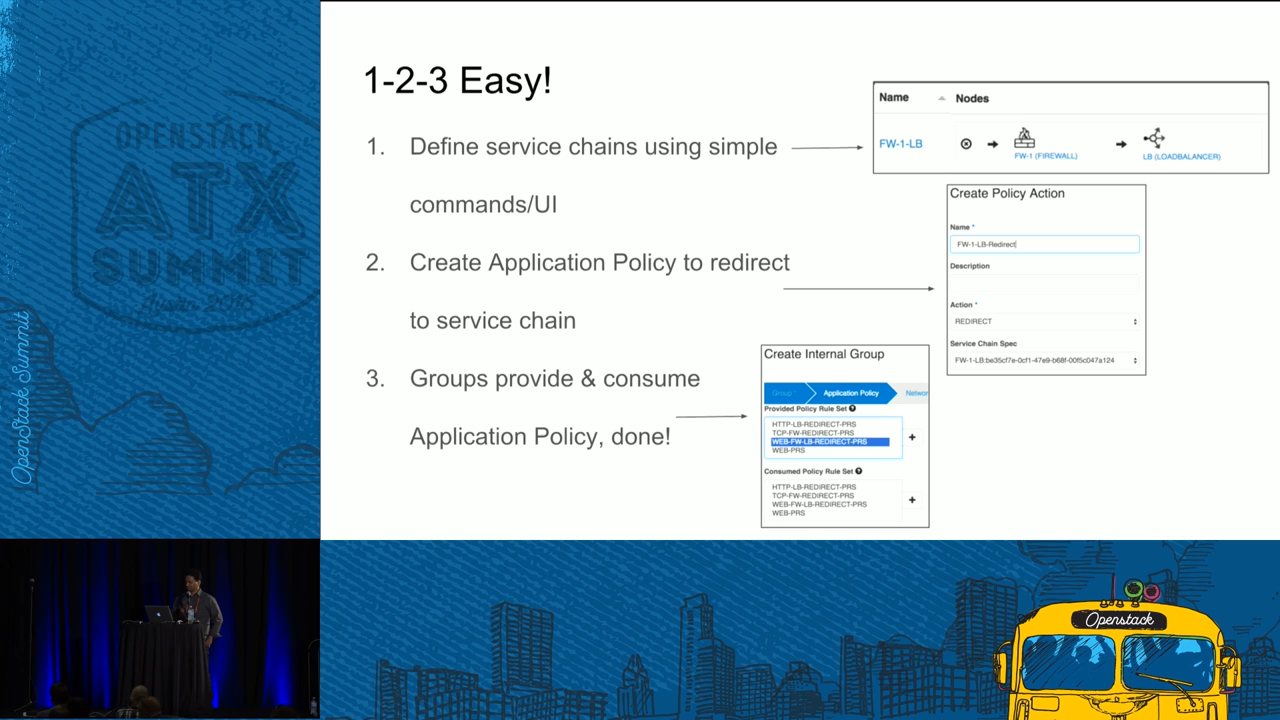 OPENSTACK
ATX
SUMMIT
Austin 2016
OpenStack Summit
1-2-3 Easy!
1. Define service chains using simple
commands/UI
2. Create Application Policy to redirect
to service chain
3. Groups provide & consume
Application Policy, done!
Name Nodes
FW-1-LB
FW-1 (FIREWALL)
LB (LOADBALANCER)
Create Policy Action
Name *
FW-1-LB-Redirect
Description
Action *
REDIRECT
Service Chain Spec
FW-1-LB:be35cf7e-0cf1-47e9-b68f-00f5c047a124
Create Internal Group
Group * Application Policy Networ
Provided Policy Rule Set
HTTP-LB-REDIRECT-PRS
TCP-FW-REDIRECT-PRS
WEB-FW-LB-REDIRECT-PRS
WEB-PRS
Consumed Policy Rule Set
HTTP-LB-REDIRECT-PRS
TCP-FW-REDIRECT-PRS
WEB-FW-LB-REDIRECT-PRS
WEB-PRS
Openstack